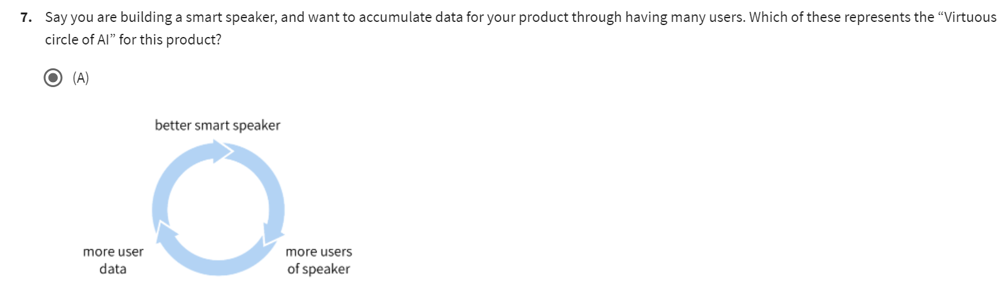 7. Say you are building a smart speaker, and want to accumulate data for your product through having many users. Which of these represents the “Virtuous
circle of AI” for this product?
(A)
better smart speaker
more user
data
more users
of speaker